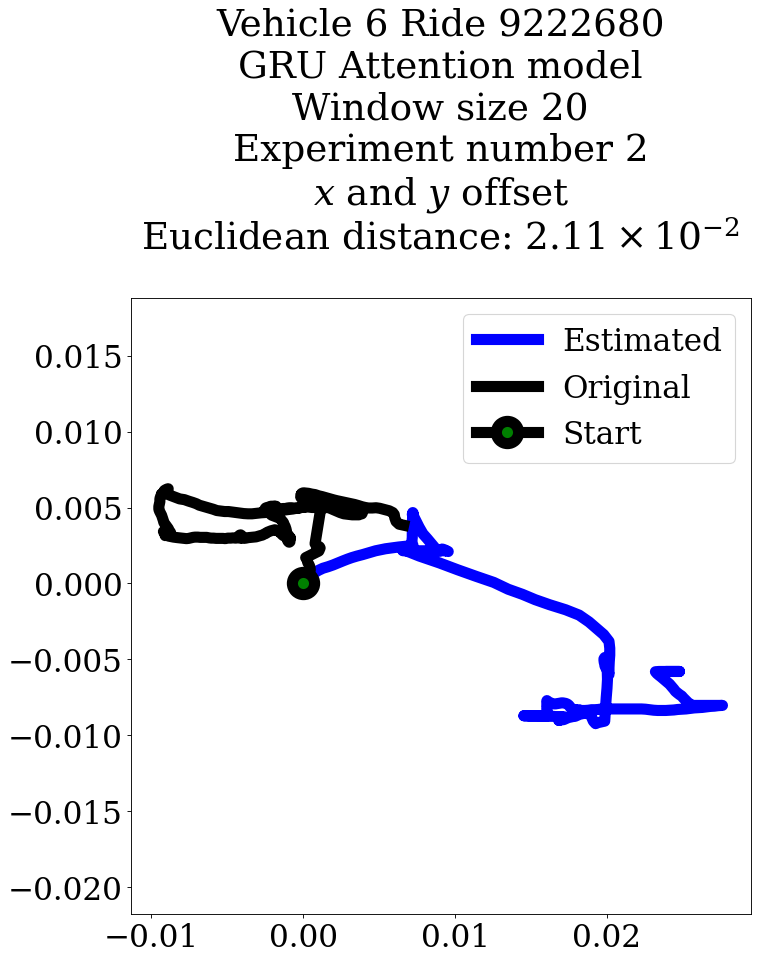 Vehicle 6 Ride 9222680
GRU Attention model
Window size 20
Experiment number 2
x and y offset
Euclidean distance: 2.11 × 10⁻²
Estimated
Original
Start
0.015
0.010
0.005
0.000
−0.005
−0.010
−0.015
−0.020
−0.01 0.00 0.01 0.02